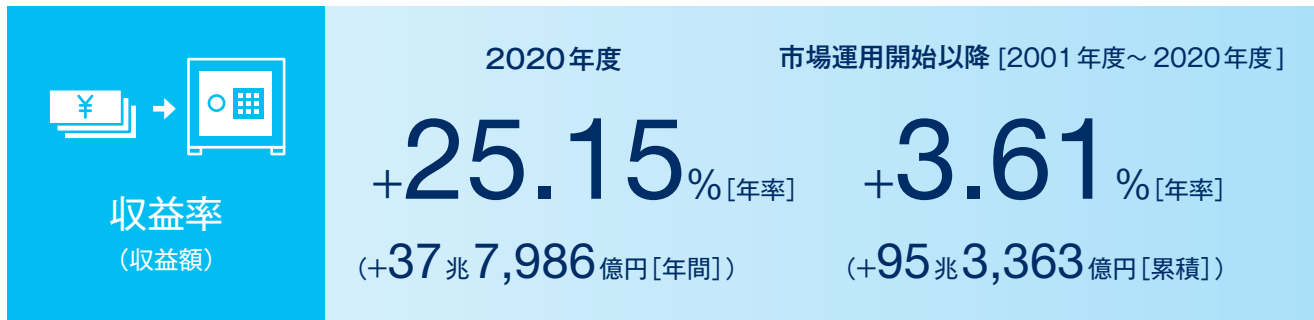 ¥
収益率
（収益額）
2020年度
+25.15%[年率]
（+37兆7,986億円[年間]）
市場運用開始以降 [2001年度～2020年度]
+3.61%[年率]
（+95兆3,363億円[累積]）